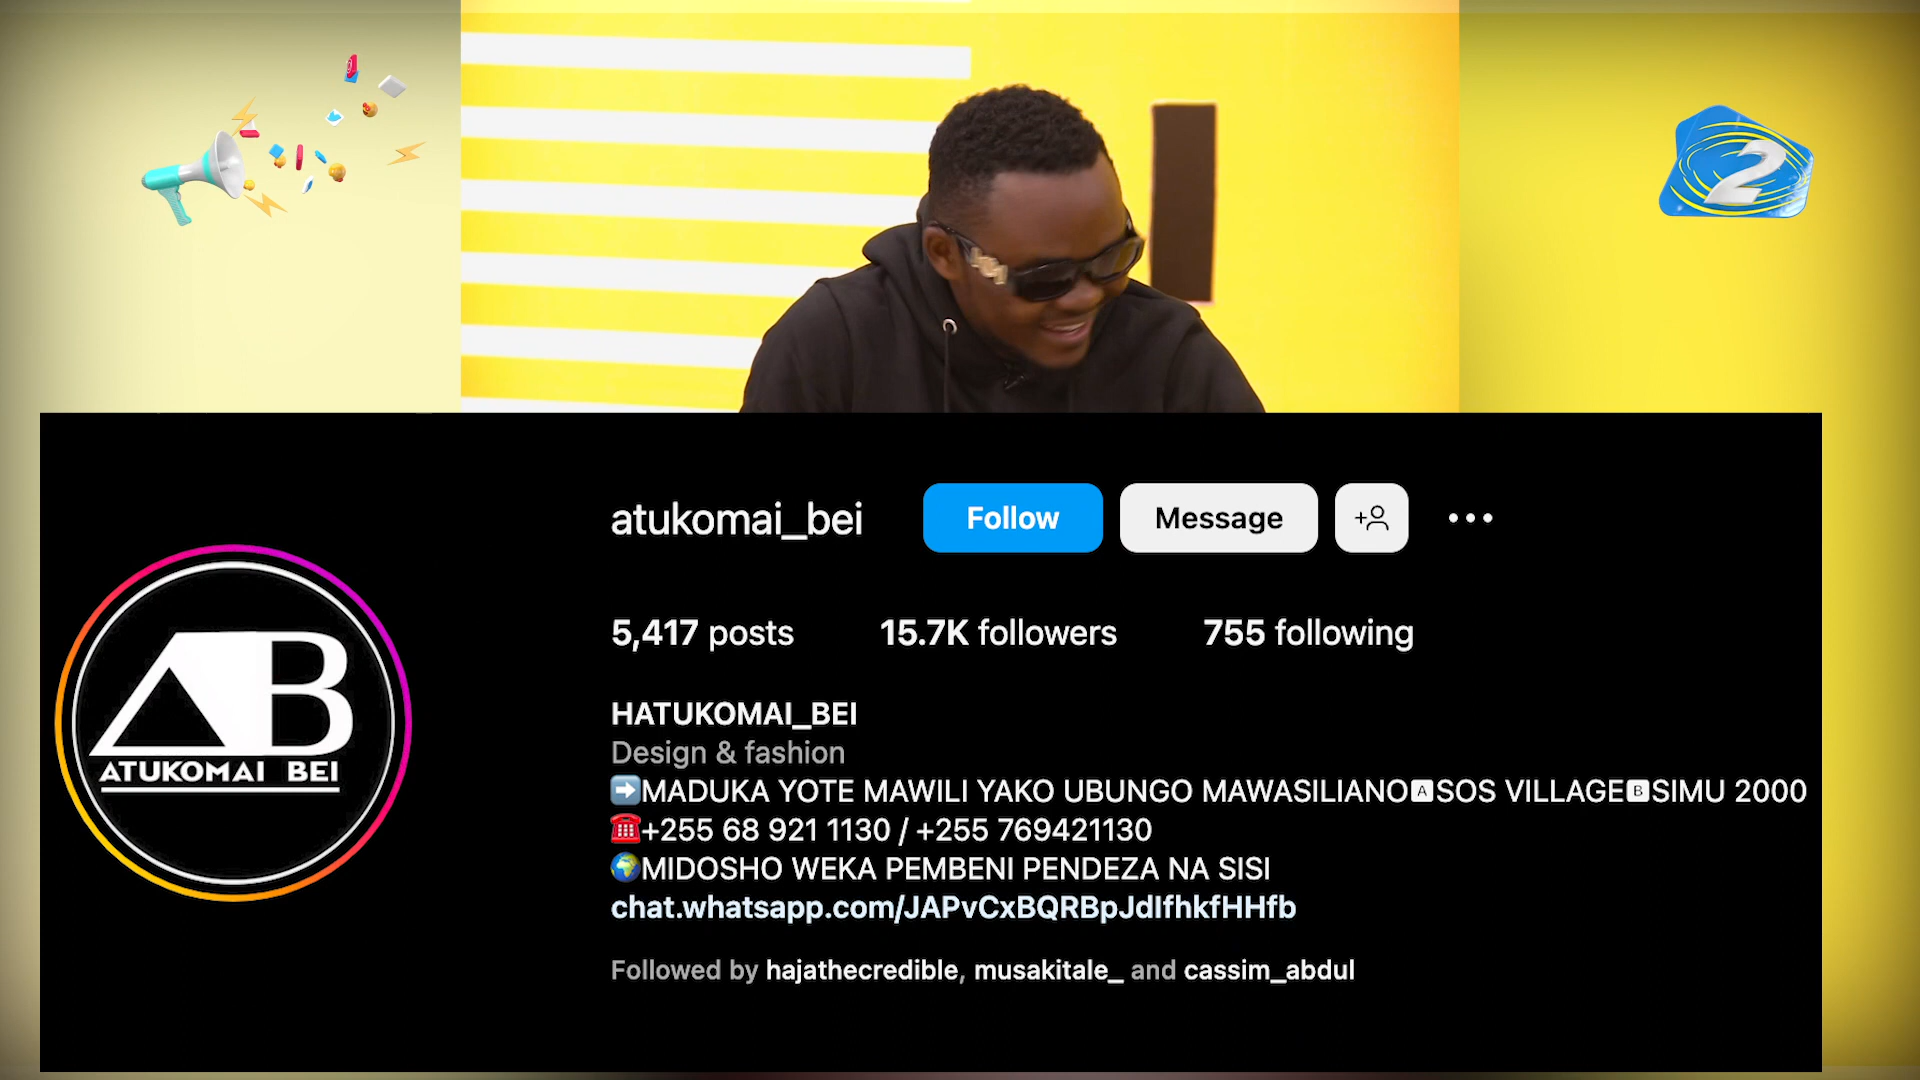 2
atukomai_bei Follow Message
5,417 posts 15.7K followers 755 following
AB
ATUKOMAI BEI
HATUKOMAI_BEI
Design & fashion
➡️MADUKA YOTE MAWILI YAKO UBUNGO MAWASILIANO🅰SOS VILLAGE🅱SIMU 2000
☎️+255 68 921 1130 / +255 769421130
🌍MIDOSHO WEKA PEMBENI PENDEZA NA SISI
chat.whatsapp.com/JAPvCxBQRBpJdIfhkfHHfb
Followed by hajathecredible, musakitale_ and cassim_abdul